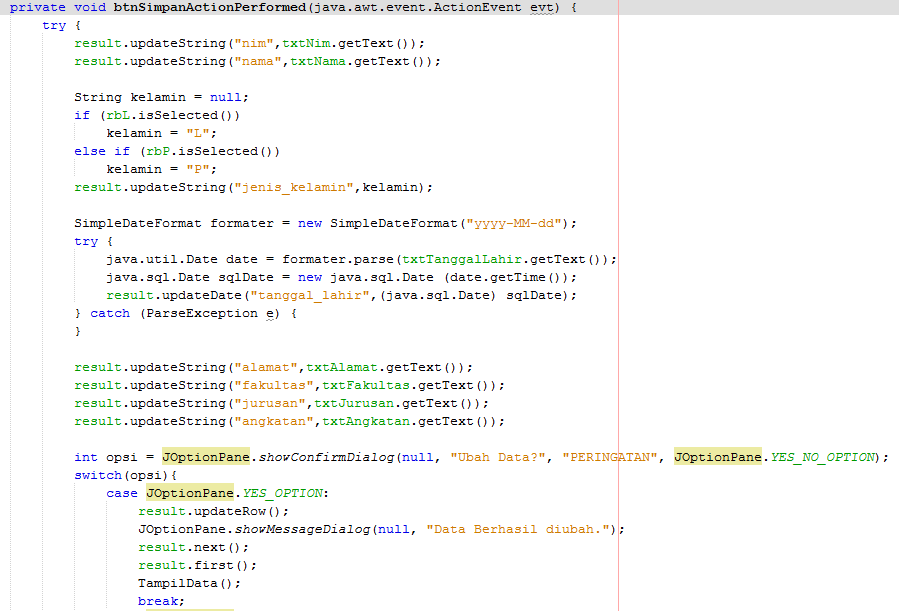 private void btnSimpanActionPerformed(java.awt.event.ActionEvent evt) {
try {
result.updateString("nim",txtNim.getText());
result.updateString("nama",txtNama.getText());
String kelamin = null;
if (rbL.isSelected())
kelamin = "L";
else if (rbP.isSelected())
kelamin = "P";
result.updateString("jenis_kelamin",kelamin);
SimpleDateFormat formater = new SimpleDateFormat("yyyy-MM-dd");
try {
java.util.Date date = formater.parse(txtTanggalLahir.getText());
java.sql.Date sqlDate = new java.sql.Date (date.getTime());
result.updateDate("tanggal_lahir",(java.sql.Date) sqlDate);
} catch (ParseException e) {
}
result.updateString("alamat",txtAlamat.getText());
result.updateString("fakultas",txtFakultas.getText());
result.updateString("jurusan",txtJurusan.getText());
result.updateString("angkatan",txtAngkatan.getText());
int opsi = JOptionPane.showConfirmDialog(null, "Ubah Data?", "PERINGATAN", JOptionPane.YES_NO_OPTION);
switch(opsi){
case JOptionPane.YES_OPTION:
result.updateRow();
JOptionPane.showMessageDialog(null, "Data Berhasil diubah.");
result.next();
result.first();
TampilData();
break;